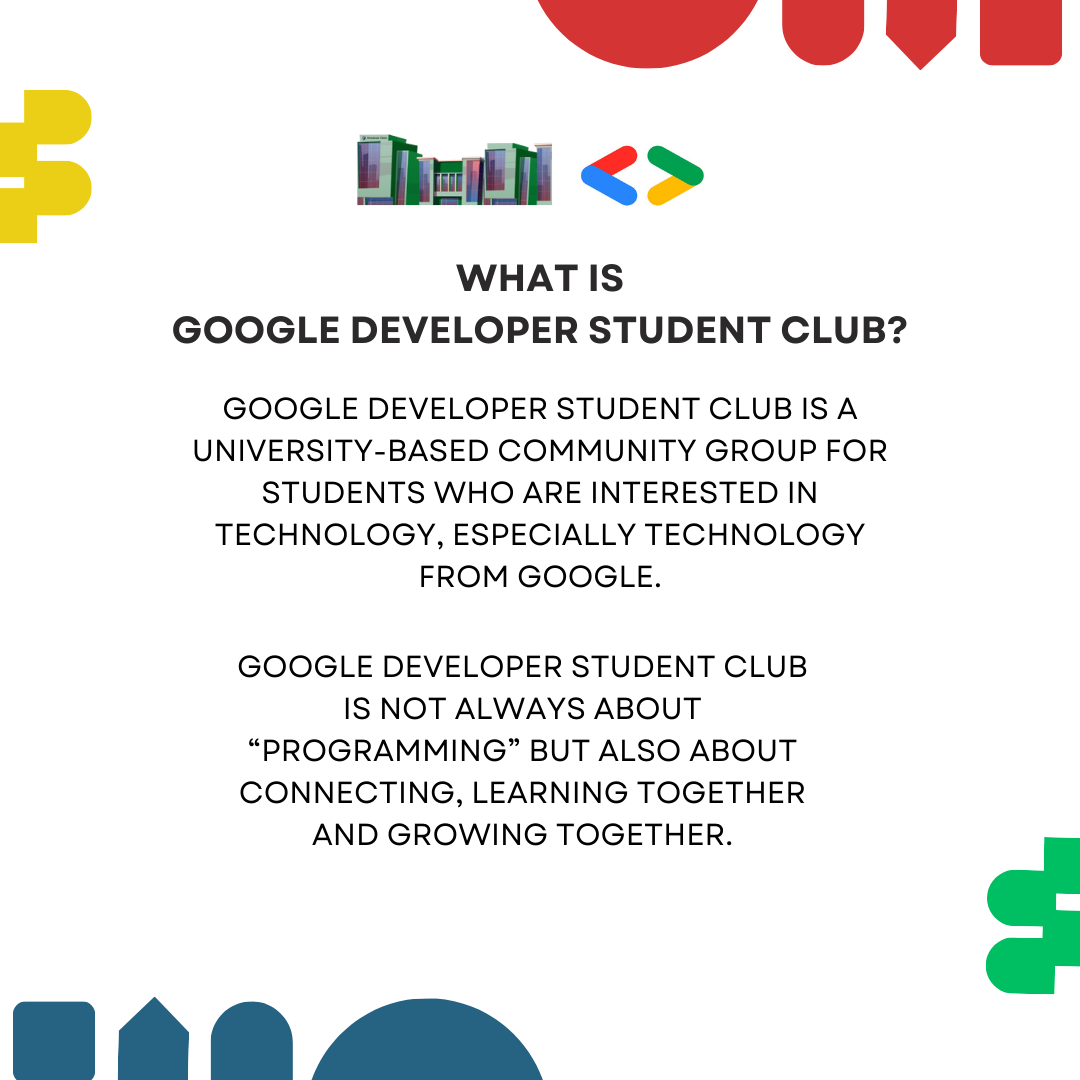 WHAT IS
GOOGLE DEVELOPER STUDENT CLUB?
GOOGLE DEVELOPER STUDENT CLUB IS A
UNIVERSITY-BASED COMMUNITY GROUP FOR
STUDENTS WHO ARE INTERESTED IN
TECHNOLOGY, ESPECIALLY TECHNOLOGY
FROM GOOGLE.
GOOGLE DEVELOPER STUDENT CLUB
IS NOT ALWAYS ABOUT
“PROGRAMMING” BUT ALSO ABOUT
CONNECTING, LEARNING TOGETHER
AND GROWING TOGETHER.